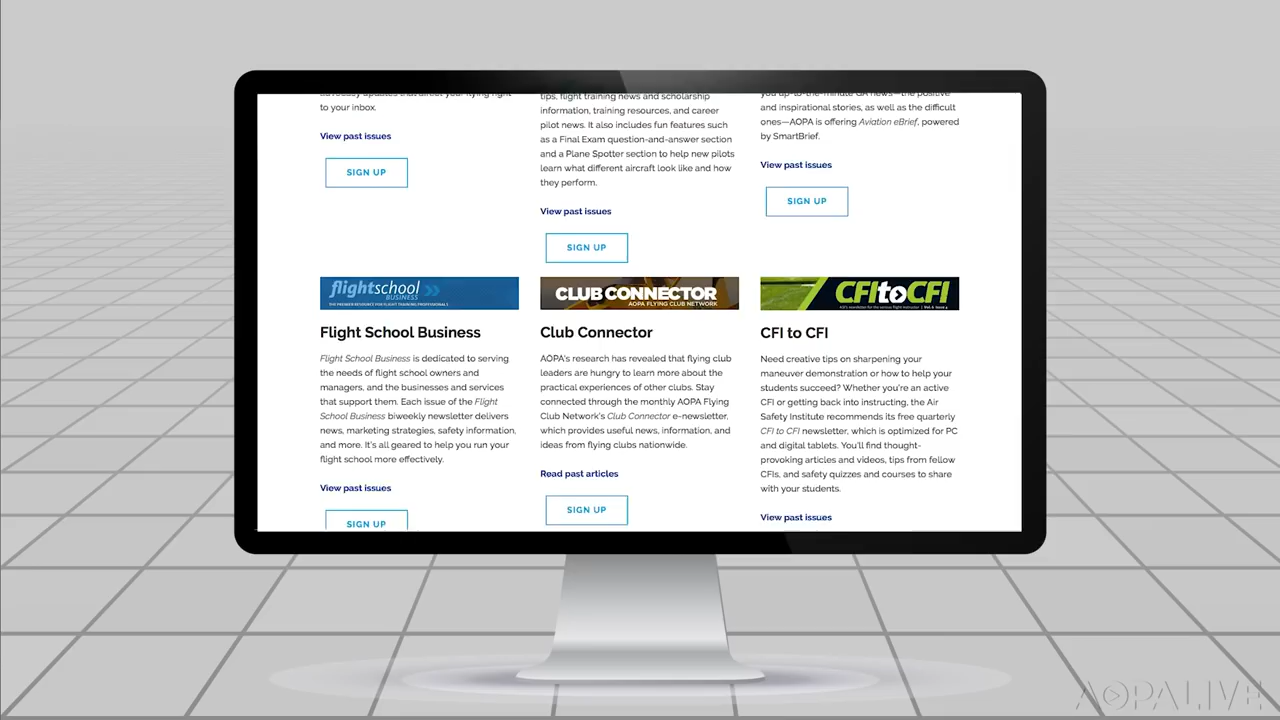 advocacy updates that direct your flying right
to your inbox.
View past issues
SIGN UP
tips, flight training news and scholarship
information, training resources, and career
pilot news. It also includes fun features such
as a Final Exam question-and-answer section
and a Plane Spotter section to help new pilots
learn what different aircraft look like and how
they perform.
View past issues
SIGN UP
you up-to-the-minute GA news—the positive
and inspirational stories, as well as the difficult
ones—AOPA is offering Aviation eBrief, powered
by SmartBrief.
View past issues
SIGN UP
flightschool
BUSINESS
THE PREMIER RESOURCE FOR FLIGHT TRAINING PROFESSIONALS
Flight School Business
Flight School Business is dedicated to serving
the needs of flight school owners and
managers, and the businesses and services
that support them. Each issue of the Flight
School Business biweekly newsletter delivers
news, marketing strategies, safety information,
and more. It's all geared to help you run your
flight school more effectively.
View past issues
SIGN UP
CLUB CONNECTOR
AOPA FLYING CLUB NETWORK
Club Connector
AOPA's research has revealed that flying club
leaders are hungry to learn more about the
practical experiences of other clubs. Stay
connected through the monthly AOPA Flying
Club Network's Club Connector e-newsletter,
which provides useful news, information, and
ideas from flying clubs nationwide.
Read past articles
SIGN UP
CFI to CFI
CFI to CFI
Need creative tips on sharpening your
maneuver demonstration or how to help your
students succeed? Whether you're an active
CFI or getting back into instructing, the Air
Safety Institute recommends its free quarterly
CFI to CFI newsletter, which is optimized for PC
and digital tablets. You'll find thought-
provoking articles and videos, tips from fellow
CFIs, and safety quizzes and courses to share
with your students.
View past issues
AOPA LIVE